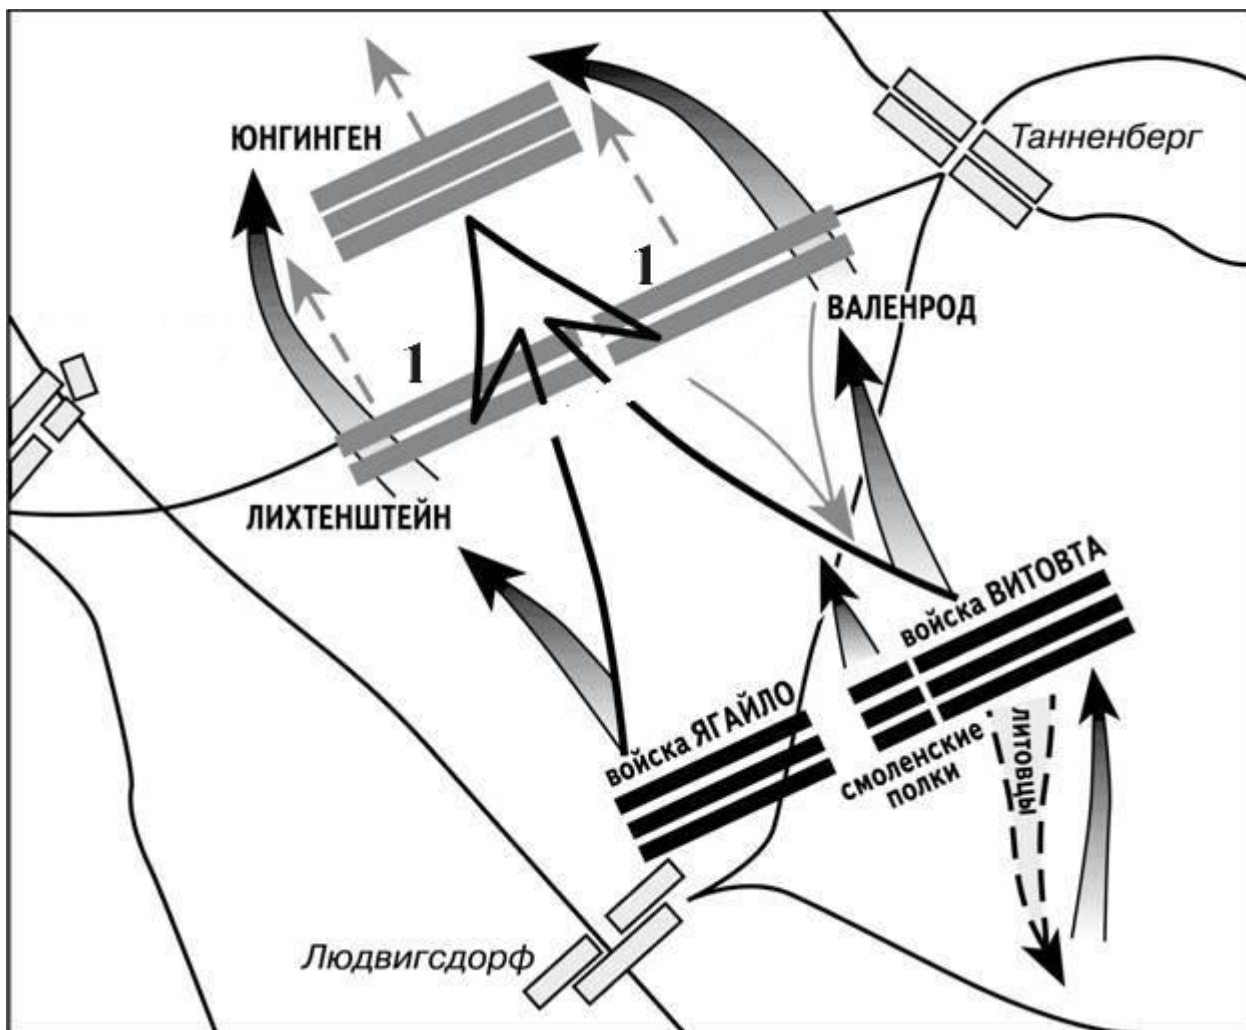 ЮНГИНГЕН
Танненберг
1
ВАЛЕНРОД
1
ЛИХТЕНШТЕЙН
войска ВИТОВТА
войска ЯГАЙЛО
смоленские
полки
литовцы
Людвигсдорф